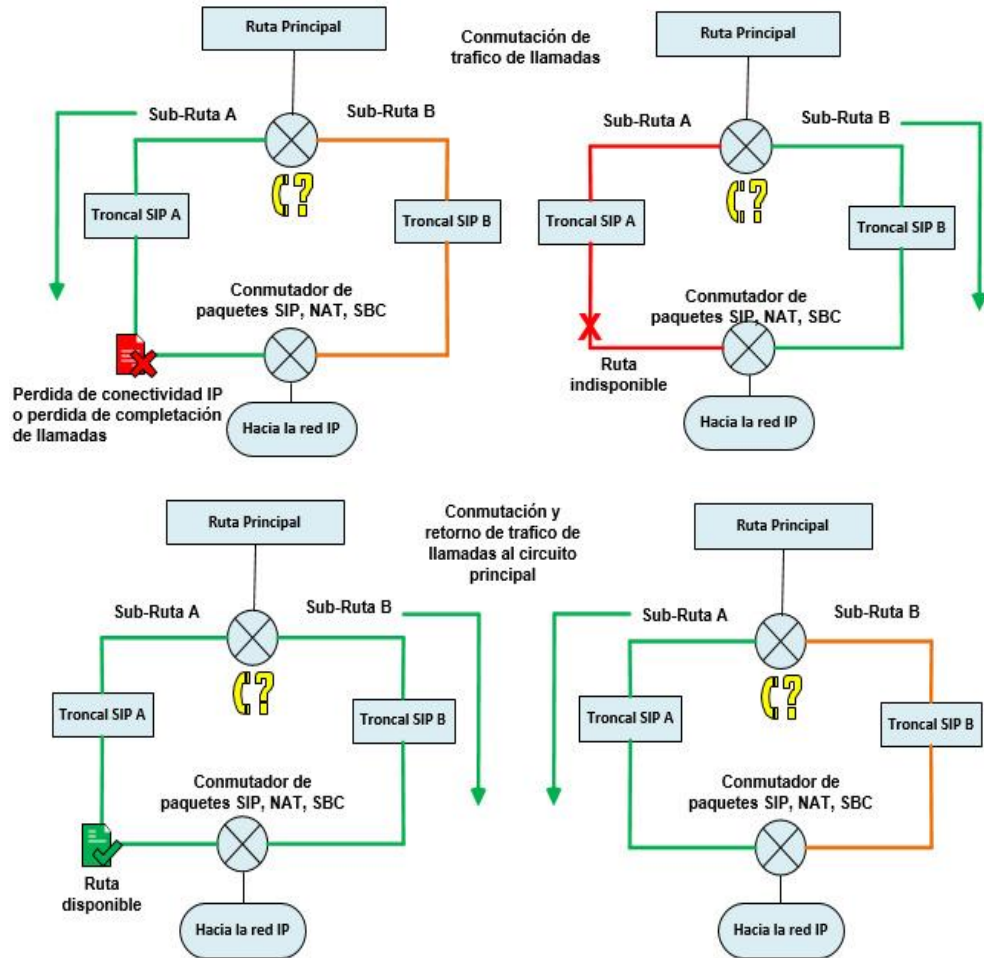 Ruta Principal
Sub-Ruta A
Sub-Ruta B
Troncal SIP A
Troncal SIP B
Conmutador de
paquetes SIP, NAT, SBC
Perdida de conectividad IP
o perdida de completación
de llamadas
Hacia la red IP
Conmutación de
trafico de llamadas
Ruta Principal
Sub-Ruta A
Sub-Ruta B
Troncal SIP A
Troncal SIP B
Conmutador de
paquetes SIP, NAT, SBC
X
Ruta
indisponible
Hacia la red IP
Ruta Principal
Sub-Ruta A
Sub-Ruta B
Troncal SIP A
Troncal SIP B
Conmutador de
paquetes SIP, NAT, SBC
Ruta
disponible
Hacia la red IP
Conmutación y
retorno de trafico de
llamadas al circuito
principal
Ruta Principal
Sub-Ruta A
Sub-Ruta B
Troncal SIP A
Troncal SIP B
Conmutador de
paquetes SIP, NAT, SBC
Hacia la red IP